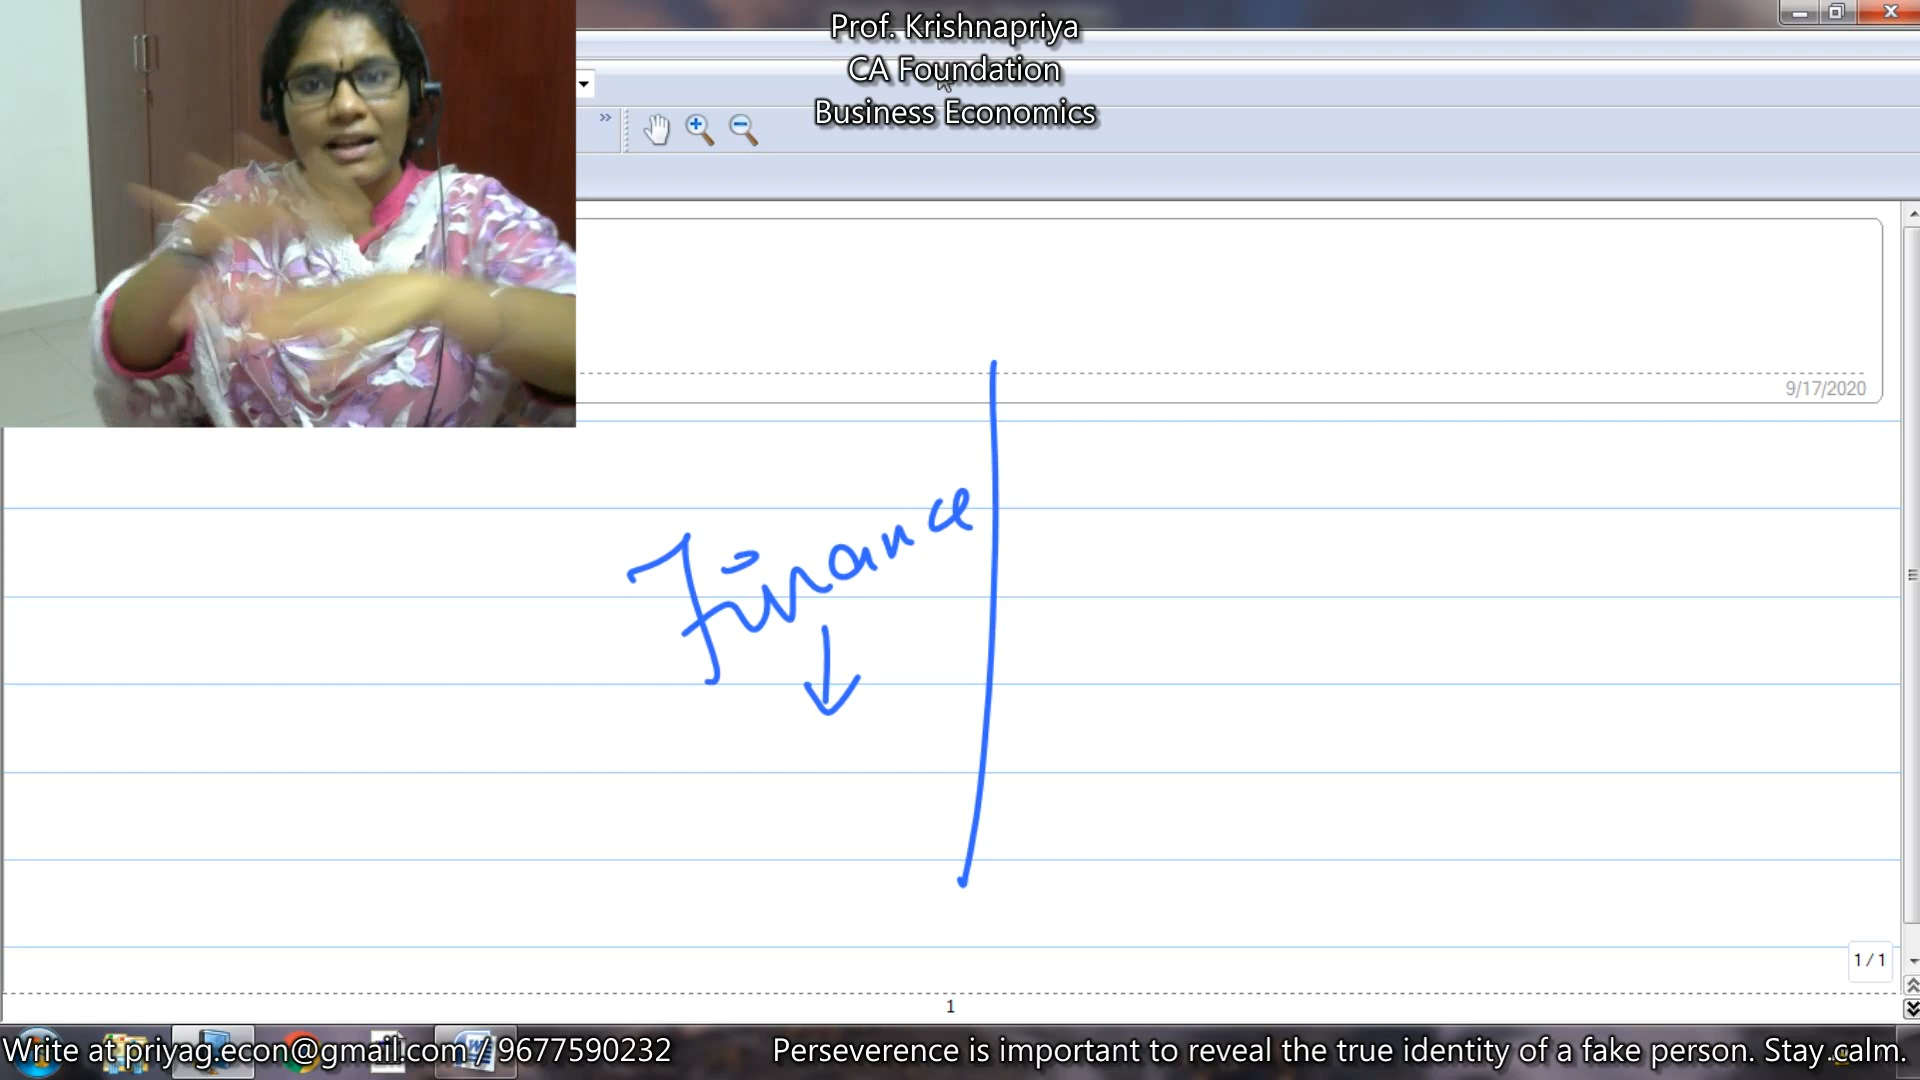 Prof. Krishnapriya
CA Foundation
Business Economics
9/17/2020
Finance
1 / 1
1
Write at priyag.econ@gmail.com / 9677590232
Perseverence is important to reveal the true identity of a fake person. Stay calm.